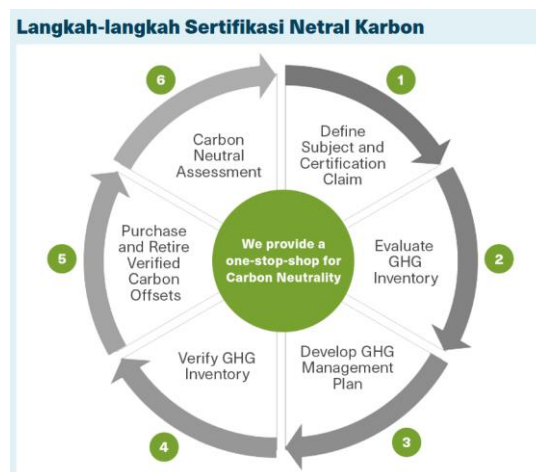 Langkah-langkah Sertifikasi Netral Karbon
1
Define
Subject and
Certification
Claim
2
Evaluate
GHG
Inventory
3
Develop GHG
Management
Plan
4
Verify GHG
Inventory
5
Purchase
and Retire
Verified
Carbon
Offsets
6
Carbon
Neutral
Assessment
We provide a
one-stop-shop for
Carbon Neutrality